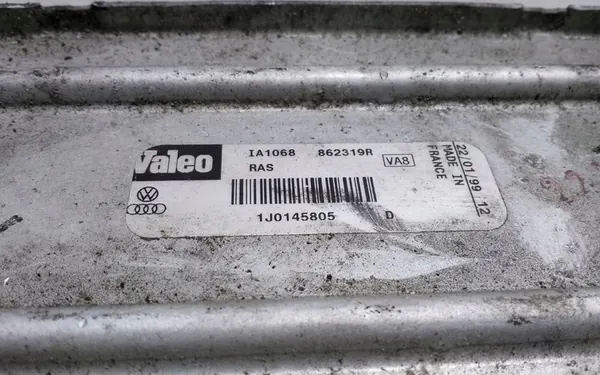 Valeo
IA1068 862319R
RAS
VA8
1J0145805 D
22/01/99 12
MADE IN
FRANCE